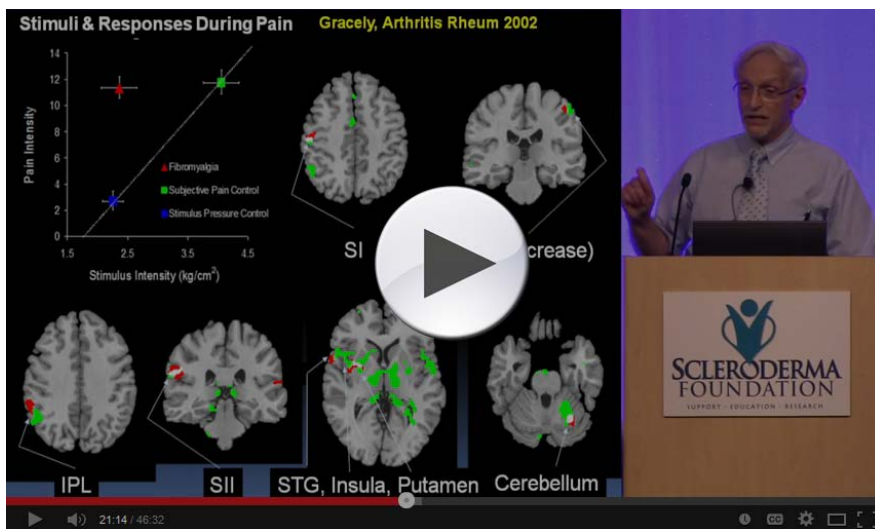 Stimuli & Responses During Pain
Gracely, Arthritis Rheum 2002
14
12
10
8
6
4
2
0
Pain Intensity
Fibromyalgia
Subjective Pain Control
Stimulus Pressure Control
1.5
2.5
3.5
4.5
Stimulus Intensity (kg/cm²)
SI
crease)
IPL
SII
STG, Insula, Putamen
Cerebellum
SCLERODERMA
FOUNDATION
SUPPORT · EDUCATION · RESEARCH
21:14 / 46:32
CC